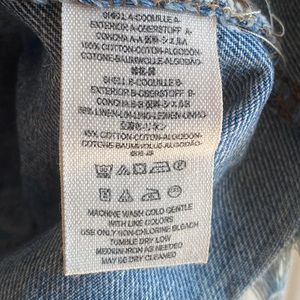 SHELL A-COQUILLE A-
EXTERIOR A-OBERSTOFF A-
CONCHA A-
COTTON-COTON-ALGODON-
COTONE-BAUMWOLLE-ALGODÃO-
SHELL B-COQUILLE B-
EXTERIOR B-OBERSTOFF B-
CONCHA B-
LINEN-LIN-LINO-LEINEN-LINHO-
45% COTTON-COTON-ALGODON-
COTONE-BAUMWOLLE-ALGODÃO-
MACHINE WASH COLD GENTLE
WITH LIKE COLORS
USE ONLY NON-CHLORINE BLEACH
TUMBLE DRY LOW
MEDIUM IRON AS NEEDED
MAY BE DRY CLEANED